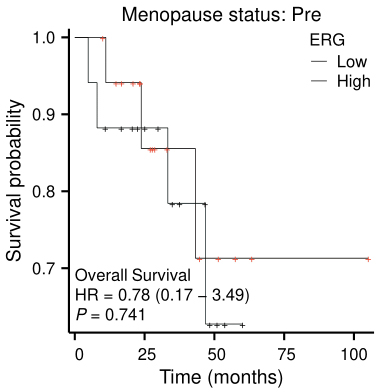 Menopause status: Pre
ERG
Low
High
Survival probability
1.0
0.9
0.8
0.7
Overall Survival
HR = 0.78 (0.17 – 3.49)
P = 0.741
0 25 50 75 100
Time (months)